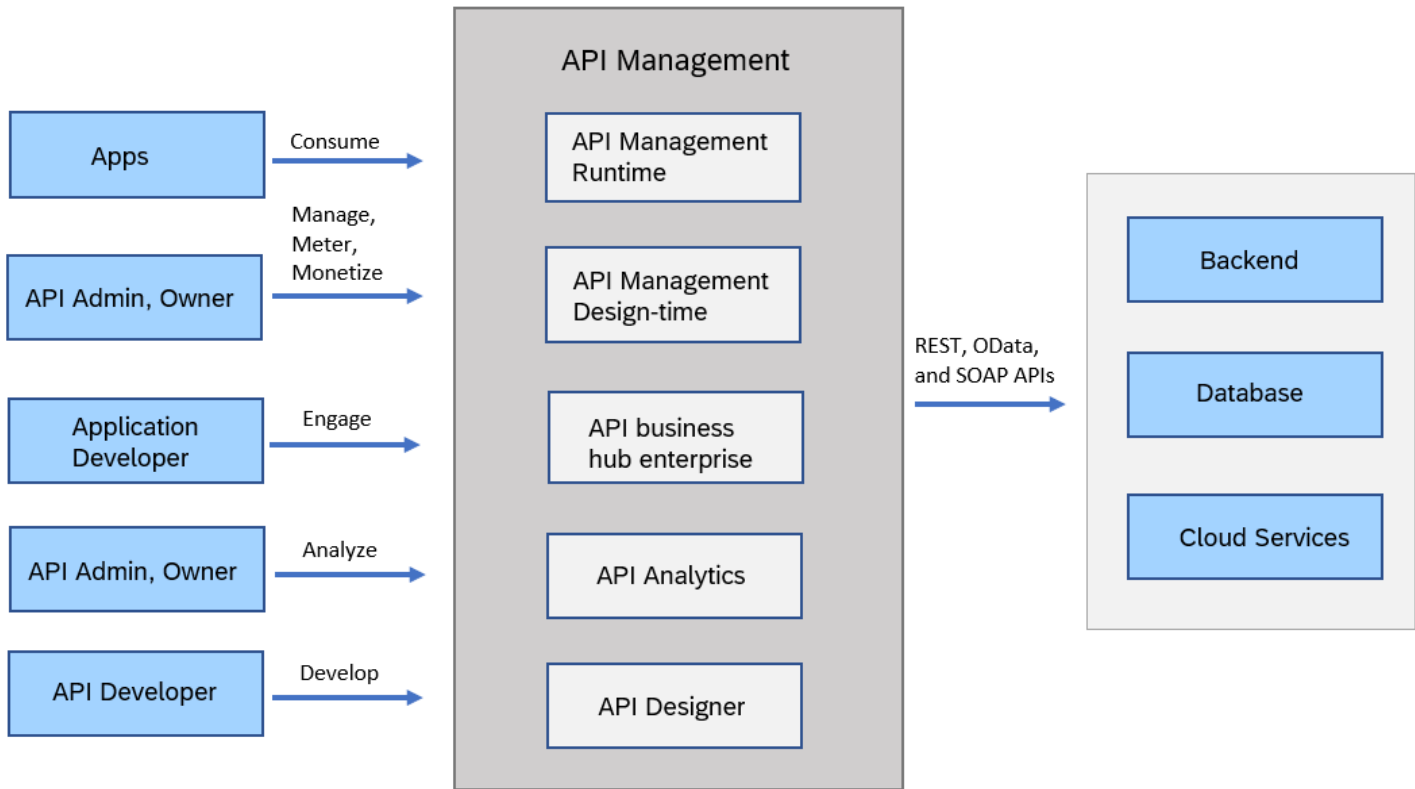 API Management
Apps
Consume
API Management
Runtime
Manage,
Meter,
Monetize
API Admin, Owner
API Management
Design-time
Application
Developer
Engage
API business
hub enterprise
API Admin, Owner
Analyze
API Analytics
API Developer
Develop
API Designer
REST, OData,
and SOAP APIs
Backend
Database
Cloud Services